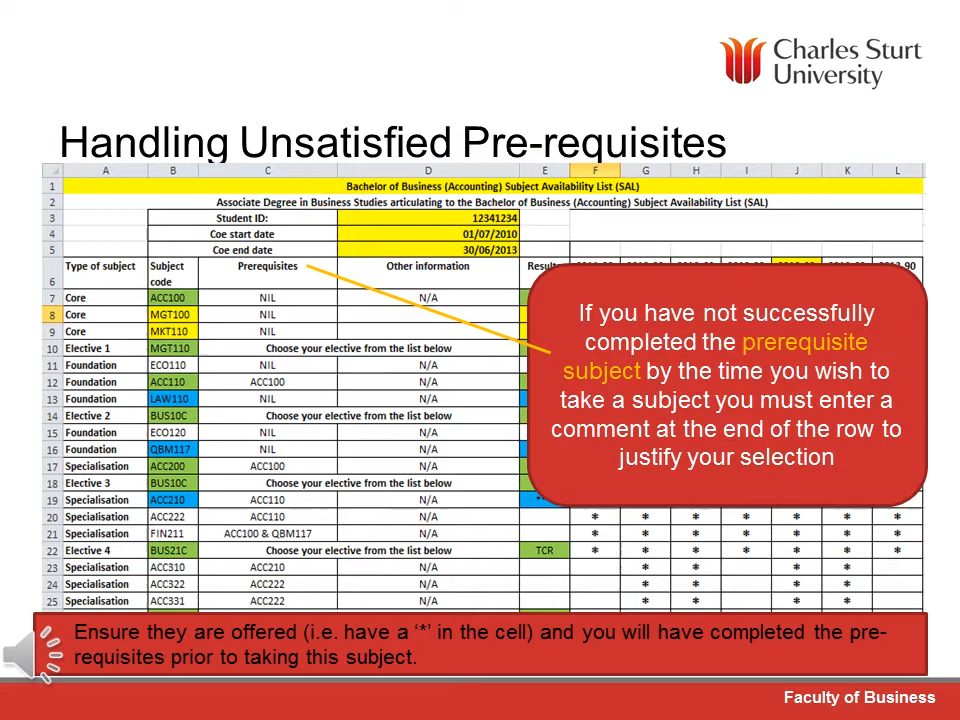 Charles Sturt
University
Handling Unsatisfied Pre-requisites
A B C D E F G H I J K L
1 Bachelor of Business (Accounting) Subject Availability List (SAL)
2 Associate Degree in Business Studies articulating to the Bachelor of Business (Accounting) Subject Availability List (SAL)
3 Student ID: 12341234
4 Coe start date 01/07/2010
5 Coe end date 30/06/2013
Type of subject Subject Prerequisites Other information
6 code
7 Core ACC100 NIL N/A
8 Core MGT100 NIL
9 Core MKT110 NIL
10 Elective 1 MGT110 Choose your elective from the list below
11 Foundation ECO110 NIL N/A
12 Foundation ACC110 ACC100 N/A
13 Foundation LAW110 NIL N/A
14 Elective 2 BUS10C Choose your elective from the list below
15 Foundation ECO120 NIL N/A
16 Foundation QBM117 NIL N/A
17 Specialisation ACC200 ACC100 N/A
18 Elective 3 BUS10C Choose your elective from the list below
19 Specialisation ACC210 ACC110 N/A
20 Specialisation ACC222 ACC110 N/A * * * * * * *
21 Specialisation FIN211 ACC100 & QBM117 N/A * * * * * * *
22 Elective 4 BUS21C Choose your elective from the list below TCR * * * * * * *
23 Specialisation ACC310 ACC210 N/A * * * *
24 Specialisation ACC322 ACC222 N/A * * * *
25 Specialisation ACC331 ACC222 N/A * * * *
If you have not successfully
completed the prerequisite
subject by the time you wish to
take a subject you must enter a
comment at the end of the row to
justify your selection
Ensure they are offered (i.e. have a ‘*’ in the cell) and you will have completed the pre-
requisites prior to taking this subject.
Faculty of Business